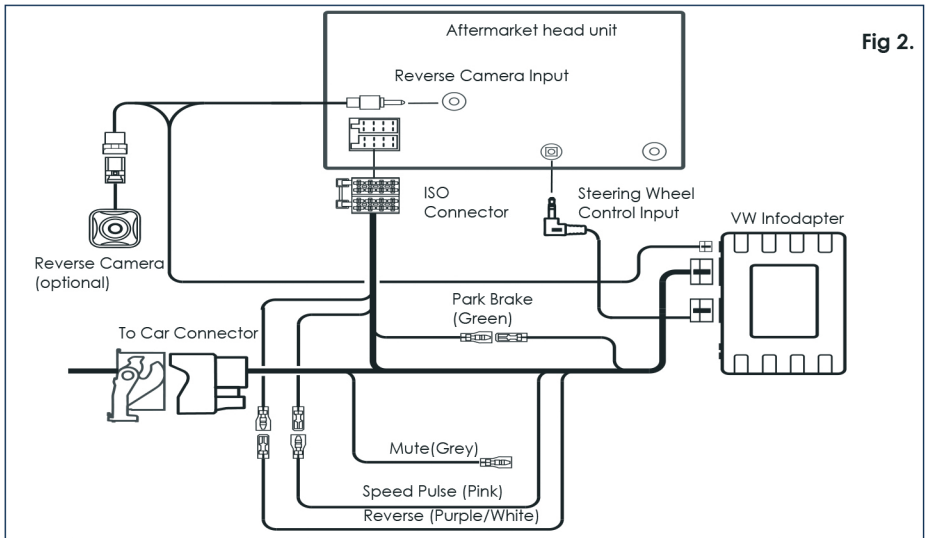 Aftermarket head unit
Fig 2.
Reverse Camera Input
ISO
Connector
Steering Wheel
Control Input
VW Infodapter
Reverse Camera
(optional)
Park Brake
(Green)
To Car Connector
Mute(Grey)
Speed Pulse (Pink)
Reverse (Purple/White)